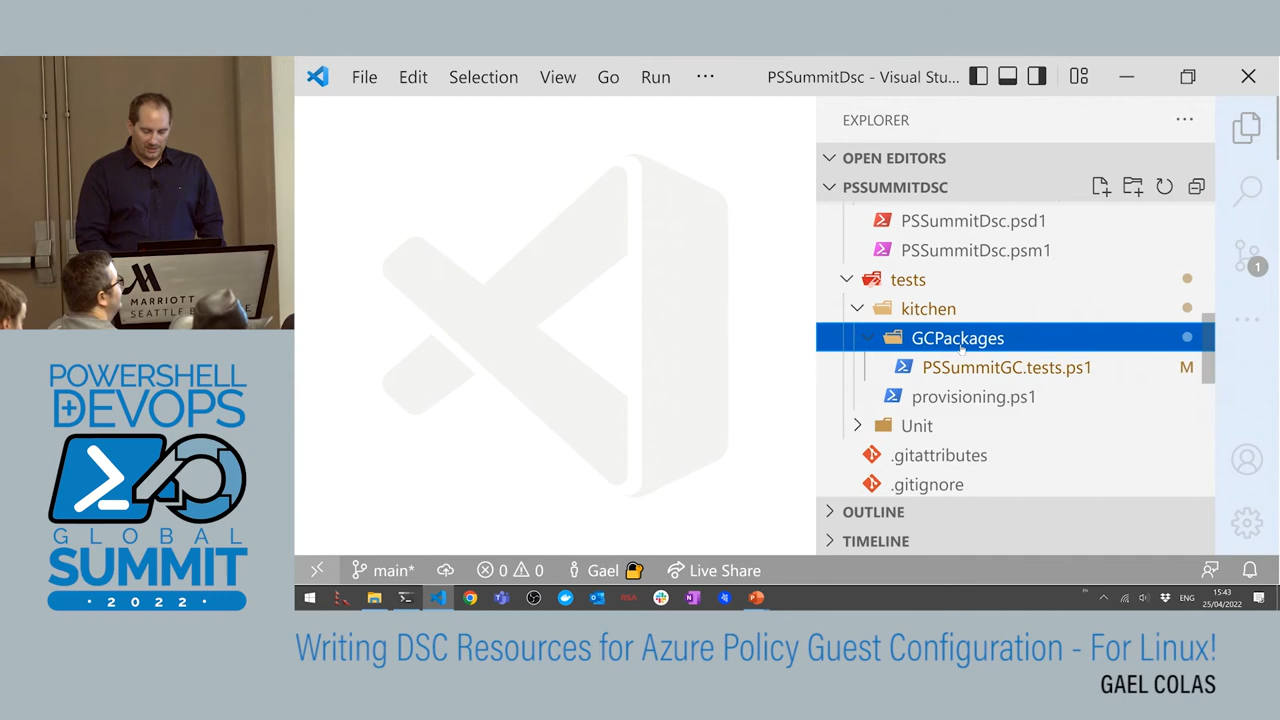 File Edit Selection View Go Run ··· PSSummitDsc - Visual Stu...
EXPLORER
OPEN EDITORS
PSSUMMITDSC
PSSummitDsc.psd1
PSSummitDsc.psm1
tests
kitchen
GCPackages
PSSummitGC.tests.ps1 M
provisioning.ps1
Unit
.gitattributes
.gitignore
OUTLINE
TIMELINE
1
main* 0 0 Gael Live Share
ENG
15:43
25/04/2022
MARRIOTT
POWERSHELL
+DEVOPS
GLOBAL
SUMMIT
· 2022 ·
Writing DSC Resources for Azure Policy Guest Configuration - For Linux!
GAEL COLAS